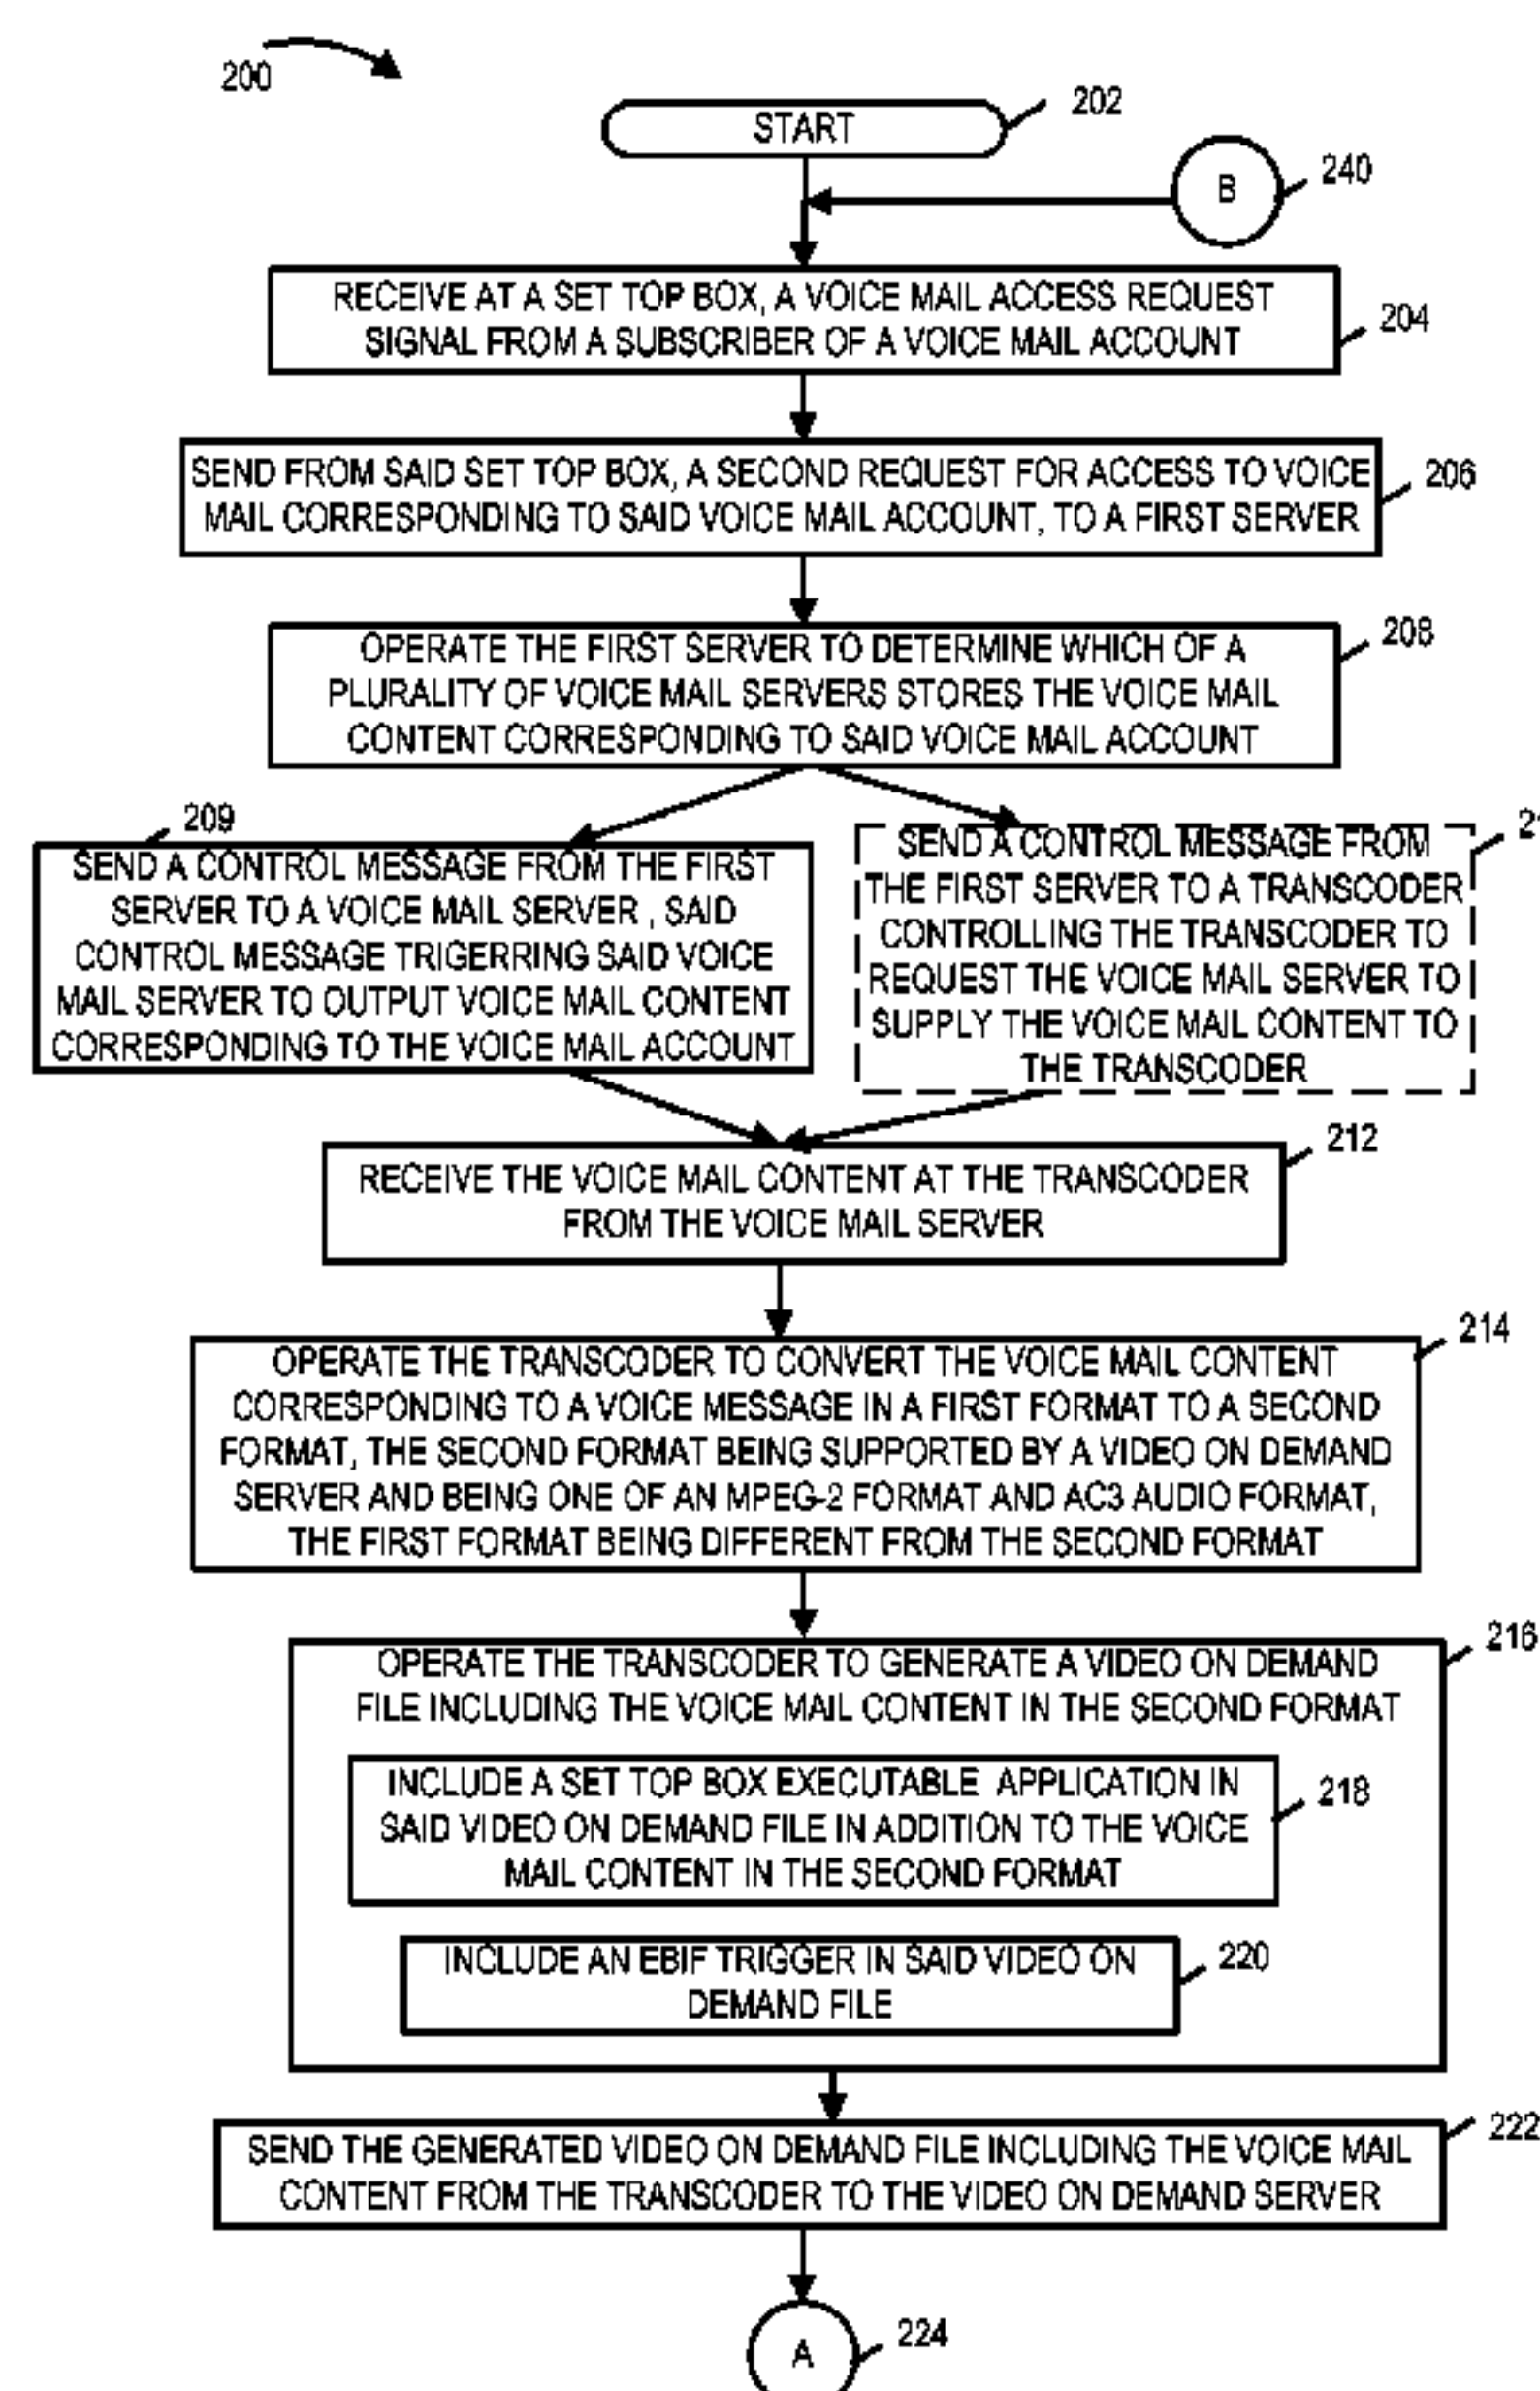 200
START
202
B
240
RECEIVE AT A SET TOP BOX, A VOICE MAIL ACCESS REQUEST
SIGNAL FROM A SUBSCRIBER OF A VOICE MAIL ACCOUNT
204
SEND FROM SAID SET TOP BOX, A SECOND REQUEST FOR ACCESS TO VOICE
MAIL CORRESPONDING TO SAID VOICE MAIL ACCOUNT, TO A FIRST SERVER
206
OPERATE THE FIRST SERVER TO DETERMINE WHICH OF A
PLURALITY OF VOICE MAIL SERVERS STORES THE VOICE MAIL
CONTENT CORRESPONDING TO SAID VOICE MAIL ACCOUNT
208
209
SEND A CONTROL MESSAGE FROM THE FIRST
SERVER TO A VOICE MAIL SERVER , SAID
CONTROL MESSAGE TRIGERRING SAID VOICE
MAIL SERVER TO OUTPUT VOICE MAIL CONTENT
CORRESPONDING TO THE VOICE MAIL ACCOUNT
SEND A CONTROL MESSAGE FROM
THE FIRST SERVER TO A TRANSCODER
CONTROLLING THE TRANSCODER TO
REQUEST THE VOICE MAIL SERVER TO
SUPPLY THE VOICE MAIL CONTENT TO
THE TRANSCODER
RECEIVE THE VOICE MAIL CONTENT AT THE TRANSCODER
FROM THE VOICE MAIL SERVER
212
OPERATE THE TRANSCODER TO CONVERT THE VOICE MAIL CONTENT
CORRESPONDING TO A VOICE MESSAGE IN A FIRST FORMAT TO A SECOND
FORMAT, THE SECOND FORMAT BEING SUPPORTED BY A VIDEO ON DEMAND
SERVER AND BEING ONE OF AN MPEG-2 FORMAT AND AC3 AUDIO FORMAT,
THE FIRST FORMAT BEING DIFFERENT FROM THE SECOND FORMAT
214
OPERATE THE TRANSCODER TO GENERATE A VIDEO ON DEMAND
FILE INCLUDING THE VOICE MAIL CONTENT IN THE SECOND FORMAT
216
INCLUDE A SET TOP BOX EXECUTABLE APPLICATION IN
SAID VIDEO ON DEMAND FILE IN ADDITION TO THE VOICE
MAIL CONTENT IN THE SECOND FORMAT
218
INCLUDE AN EBIF TRIGGER IN SAID VIDEO ON
DEMAND FILE
220
SEND THE GENERATED VIDEO ON DEMAND FILE INCLUDING THE VOICE MAIL
CONTENT FROM THE TRANSCODER TO THE VIDEO ON DEMAND SERVER
222
A
224